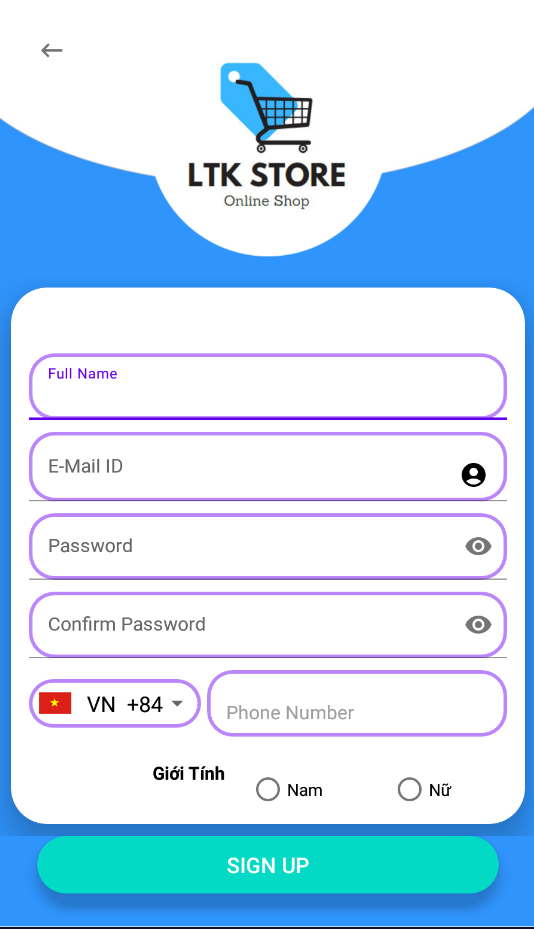 LTK STORE
Online Shop
Full Name
E-Mail ID
Password
Confirm Password
VN +84
Phone Number
Giới Tính
Nam
Nữ
SIGN UP